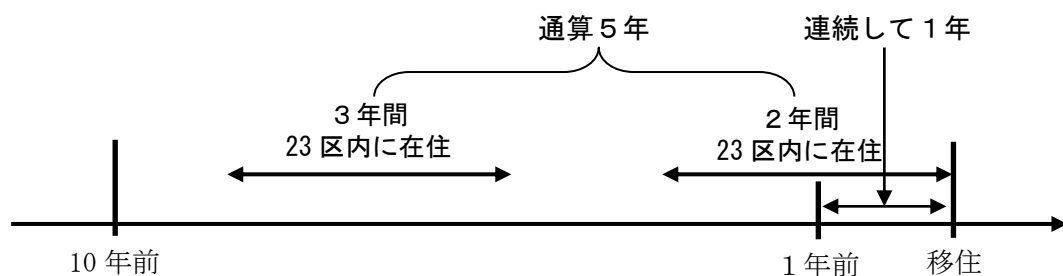 通算５年
連続して１年
３年間
23 区内に在住
２年間
23 区内に在住
10 年前
１年前
移住